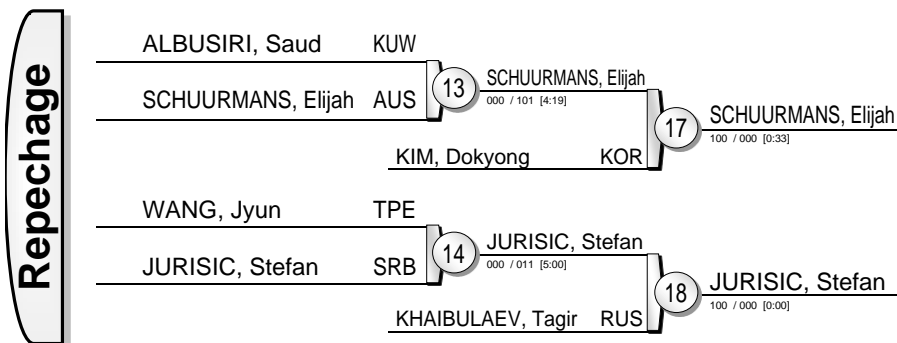 Repechage
ALBUSIRI, Saud KUW
SCHUURMANS, Elijah AUS
13
SCHUURMANS, Elijah
000 / 101 [4:19]
KIM, Dokyong KOR
17
SCHUURMANS, Elijah
100 / 000 [0:33]
WANG, Jyun TPE
JURISIC, Stefan SRB
14
JURISIC, Stefan
000 / 011 [5:00]
KHAIBULAEV, Tagir RUS
18
JURISIC, Stefan
100 / 000 [0:00]